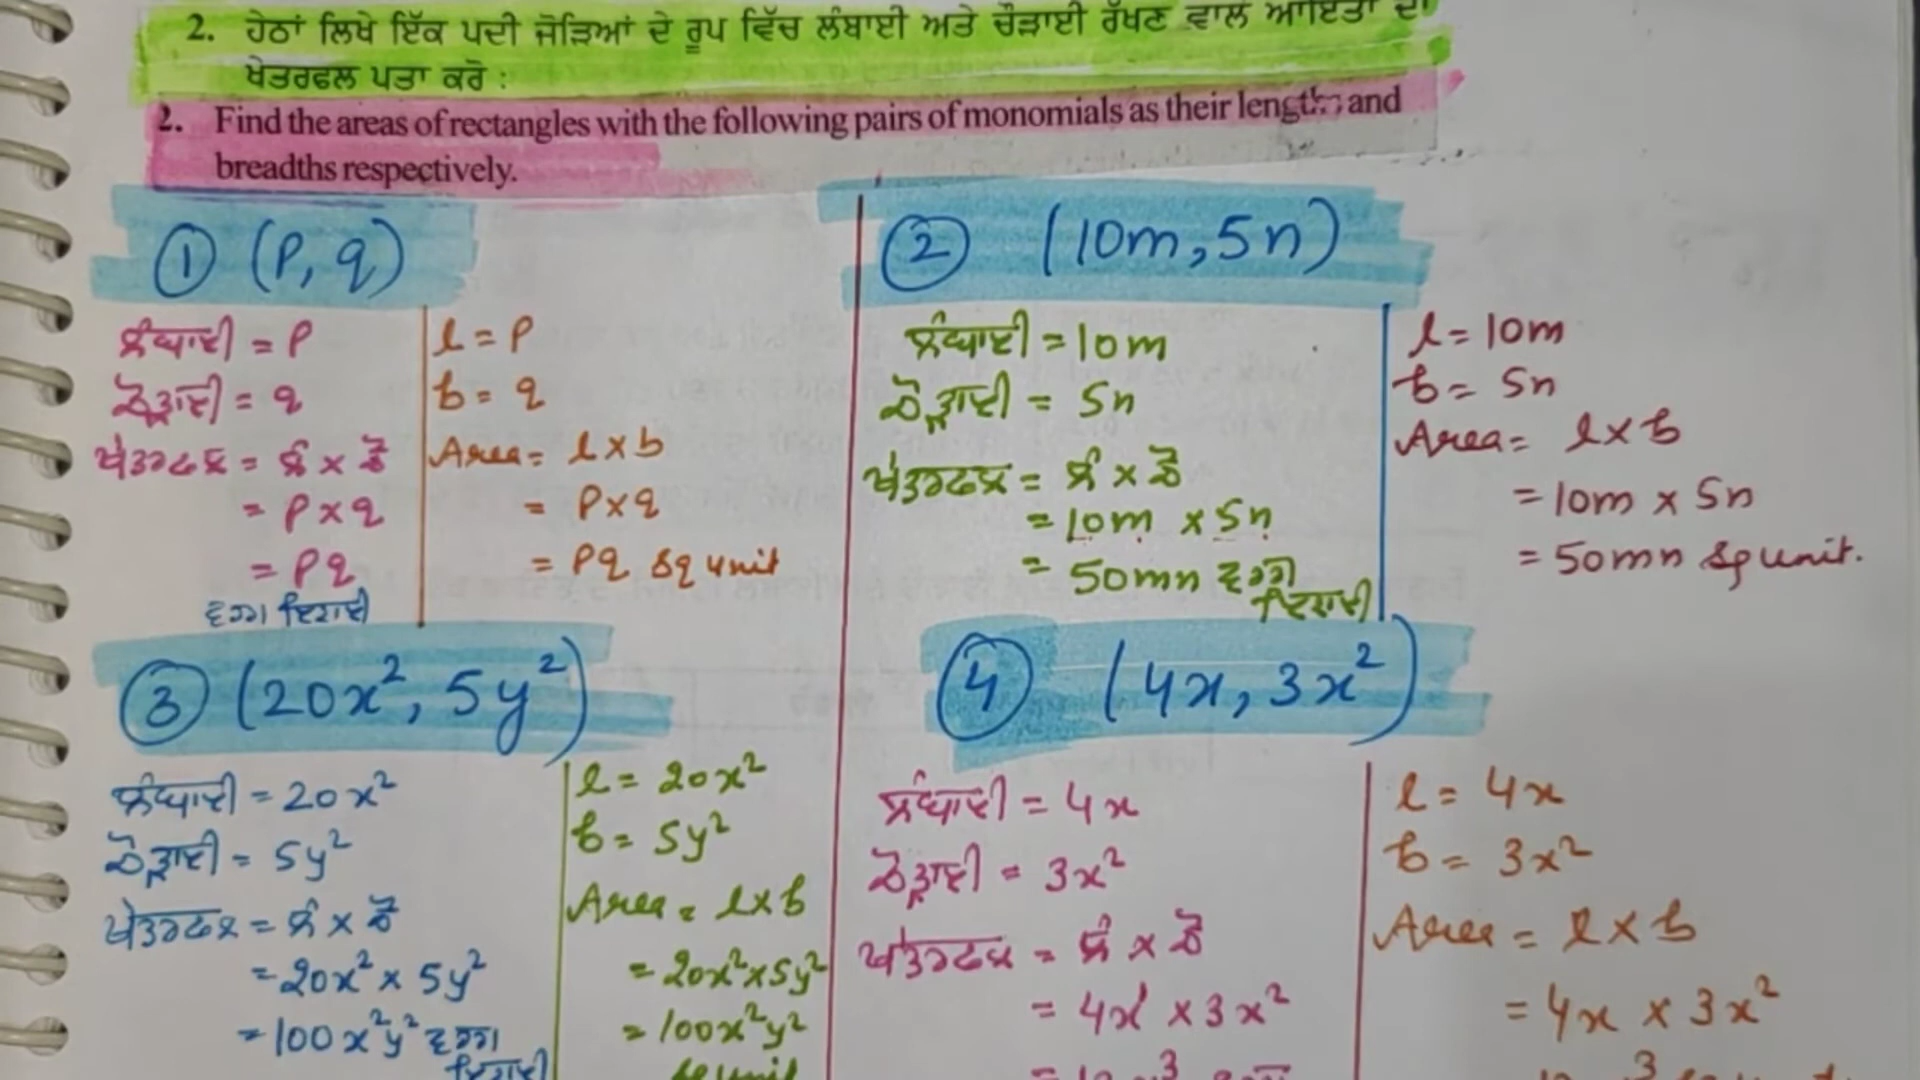 2. ਹੇਠਾਂ ਲਿਖੇ ਇੱਕ ਪਦੀ ਜੋੜਿਆਂ ਦੇ ਰੂਪ ਵਿੱਚ ਲੰਬਾਈ ਅਤੇ ਚੌੜਾਈ ਰੱਖਣ ਵਾਲੇ ਆਇਤਾਂ ਦਾ
ਖੇਤਰਫਲ ਪਤਾ ਕਰੋ :
2. Find the areas of rectangles with the following pairs of monomials as their lengths and
breadths respectively.
① (P, q)
ਲੰਬਾਈ = P
ਚੌੜਾਈ = q
ਖੇਤਰਫਲ = ਲੰ × ਚੌ
= P × q
= Pq
ਵਰਗ ਇਕਾਈ
l = P
b = q
Area = l × b
= P × q
= Pq sq unit
② (10m, 5n)
ਲੰਬਾਈ = 10m
ਚੌੜਾਈ = 5n
ਖੇਤਰਫਲ = ਲੰ × ਚੌ
= 10m × 5n
= 50mn ਵਰਗ
ਇਕਾਈ
l = 10m
b = 5n
Area = l × b
= 10m × 5n
= 50mn sq unit.
③ (20x², 5y²)
ਲੰਬਾਈ = 20x²
ਚੌੜਾਈ = 5y²
ਖੇਤਰਫਲ = ਲੰ × ਚੌ
= 20x² × 5y²
= 100x²y² ਵਰਗ
ਇਕਾਈ
l = 20x²
b = 5y²
Area = l × b
= 20x² × 5y²
= 100x²y²
sq unit
④ (4x, 3x²)
ਲੰਬਾਈ = 4x
ਚੌੜਾਈ = 3x²
ਖੇਤਰਫਲ = ਲੰ × ਚੌ
= 4x × 3x²
l = 4x
b = 3x²
Area = l × b
= 4x × 3x²